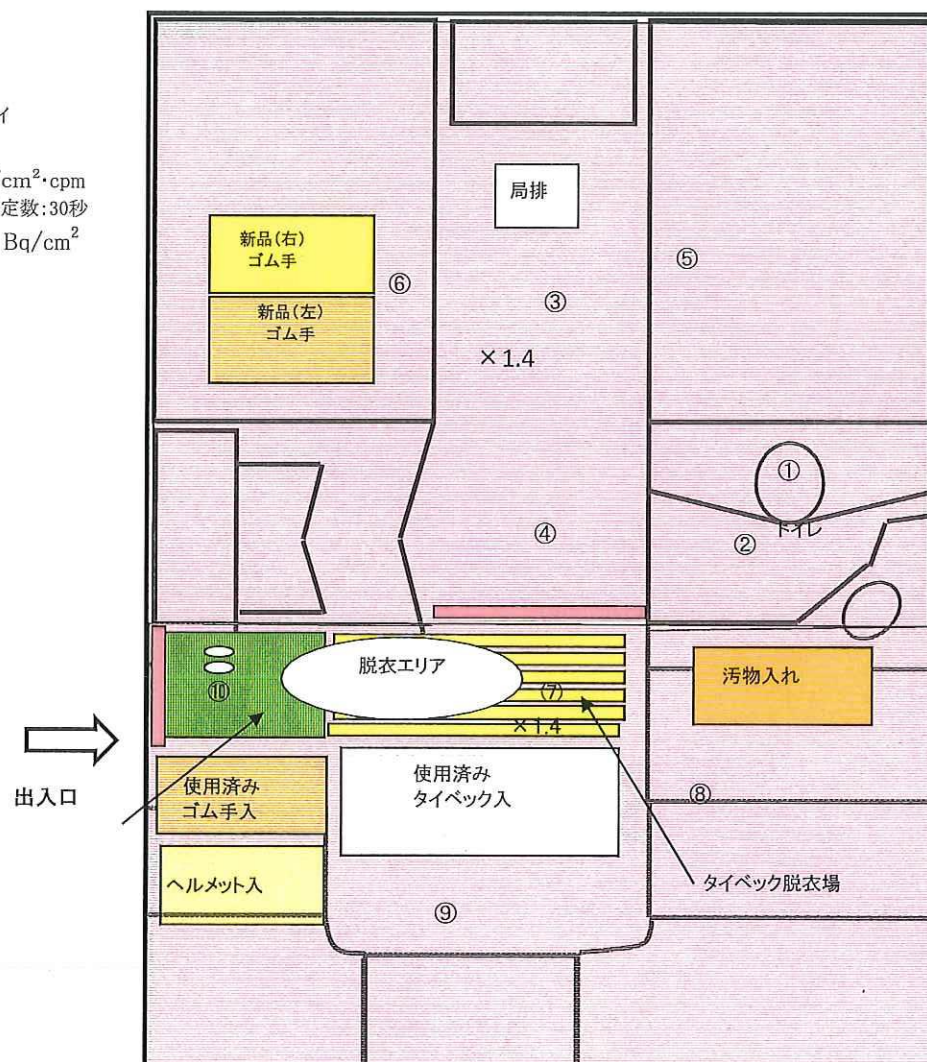 イ
cm²･cpm
定数:30秒
Bq/cm²
局排
新品(右)
ゴム手
⑥
③
⑤
新品(左)
ゴム手
×1.4
①
④
②
トイレ
脱衣エリア
⑩
⑦
×1.4
汚物入れ
出入口
使用済み
ゴム手入
使用済み
タイベック入
⑧
ヘルメット入
タイベック脱衣場
⑨